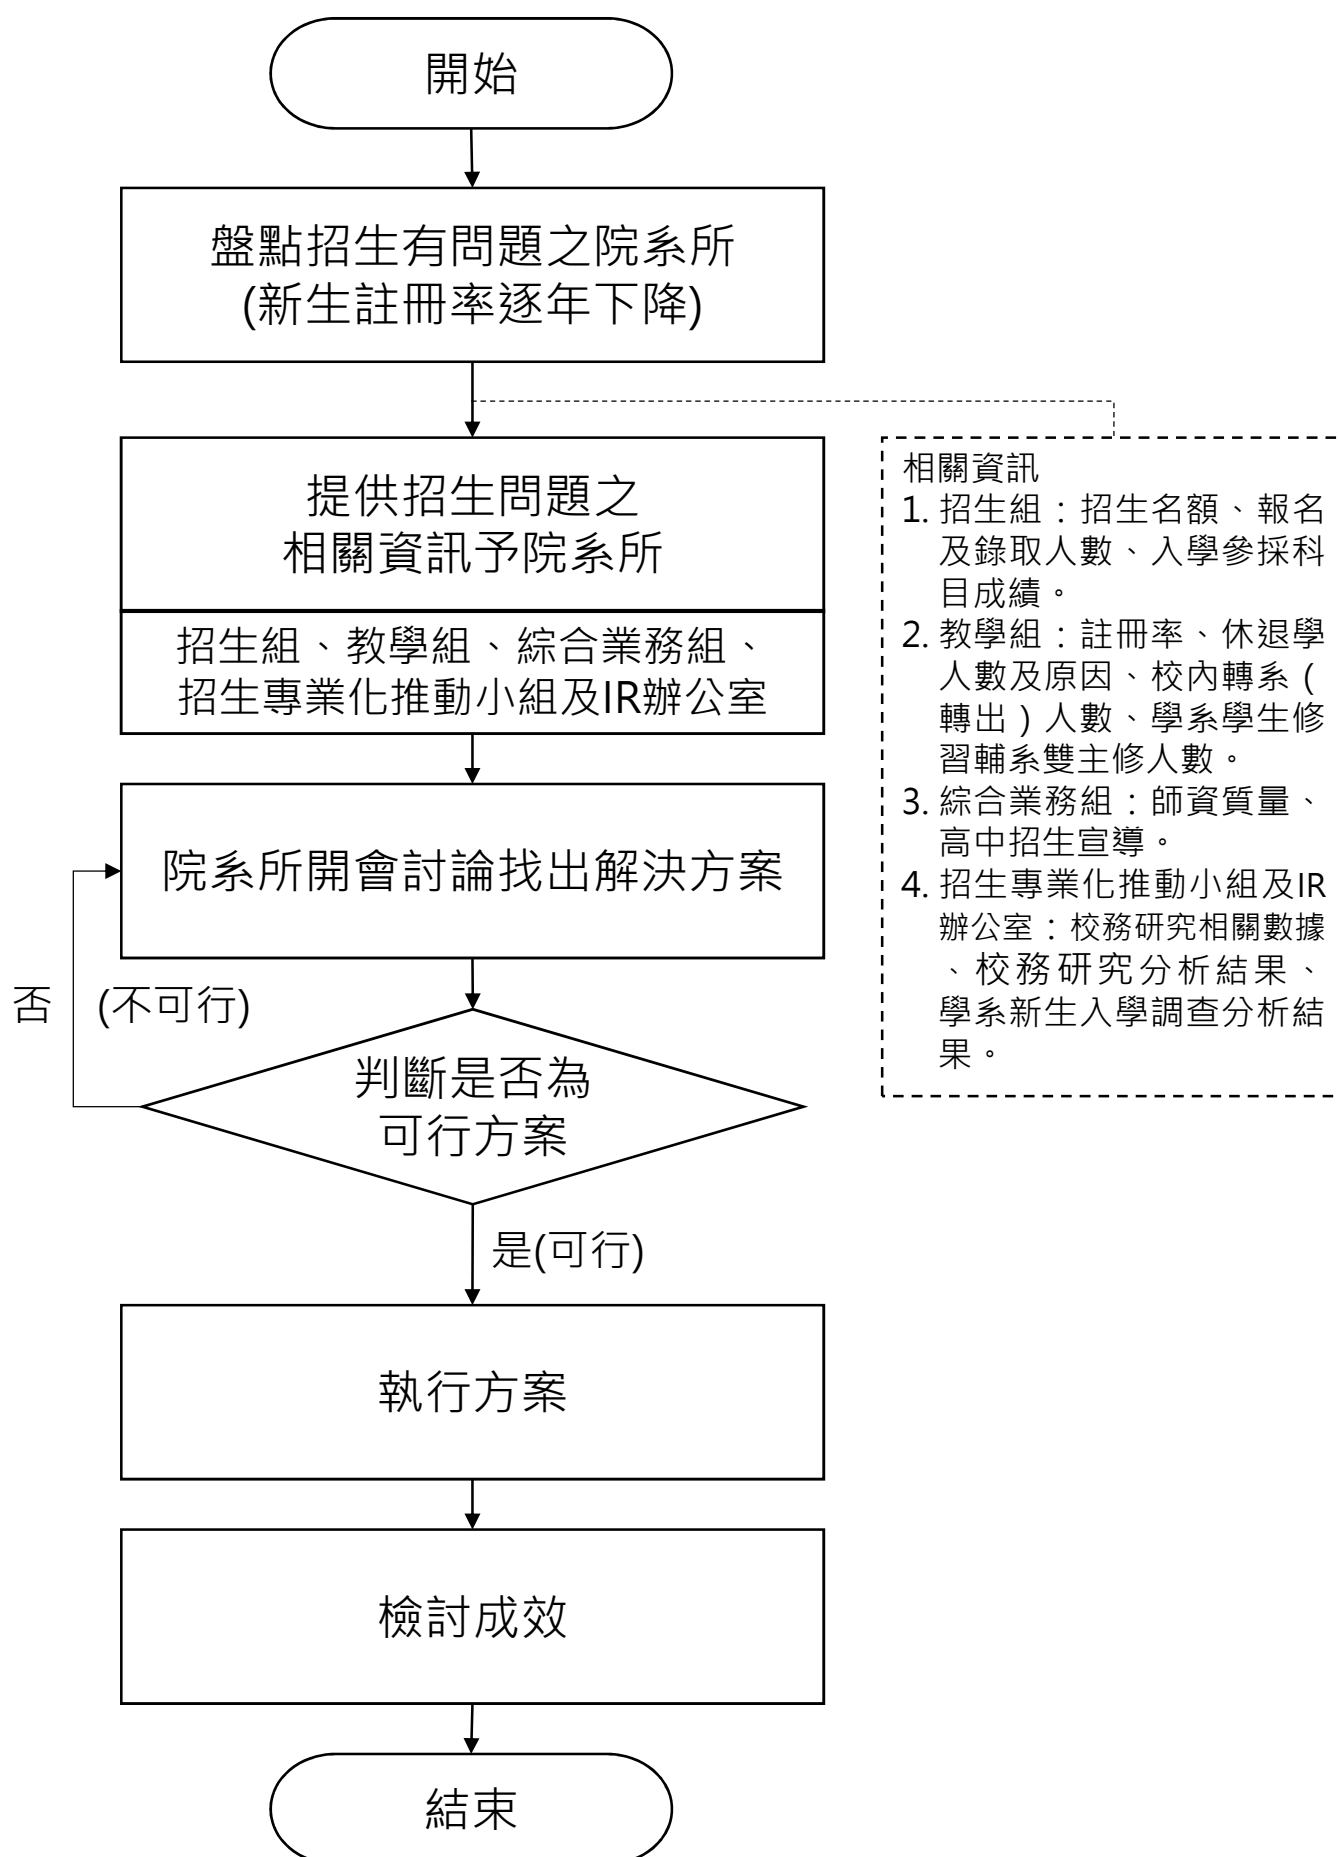 開始
盤點招生有問題之院系所
(新生註冊率逐年下降)
提供招生問題之
相關資訊予院系所
招生組、教學組、綜合業務組、
招生專業化推動小組及IR辦公室
相關資訊
1. 招生組：招生名額、報名
及錄取人數、入學參採科
目成績。
2. 教學組：註冊率、休退學
人數及原因、校內轉系（
轉出）人數、學系學生修
習輔系雙主修人數。
3. 綜合業務組：師資質量、
高中招生宣導。
4. 招生專業化推動小組及IR
辦公室：校務研究相關數據
、校務研究分析結果、
學系新生入學調查分析結
果。
院系所開會討論找出解決方案
否 (不可行)
判斷是否為
可行方案
是(可行)
執行方案
檢討成效
結束